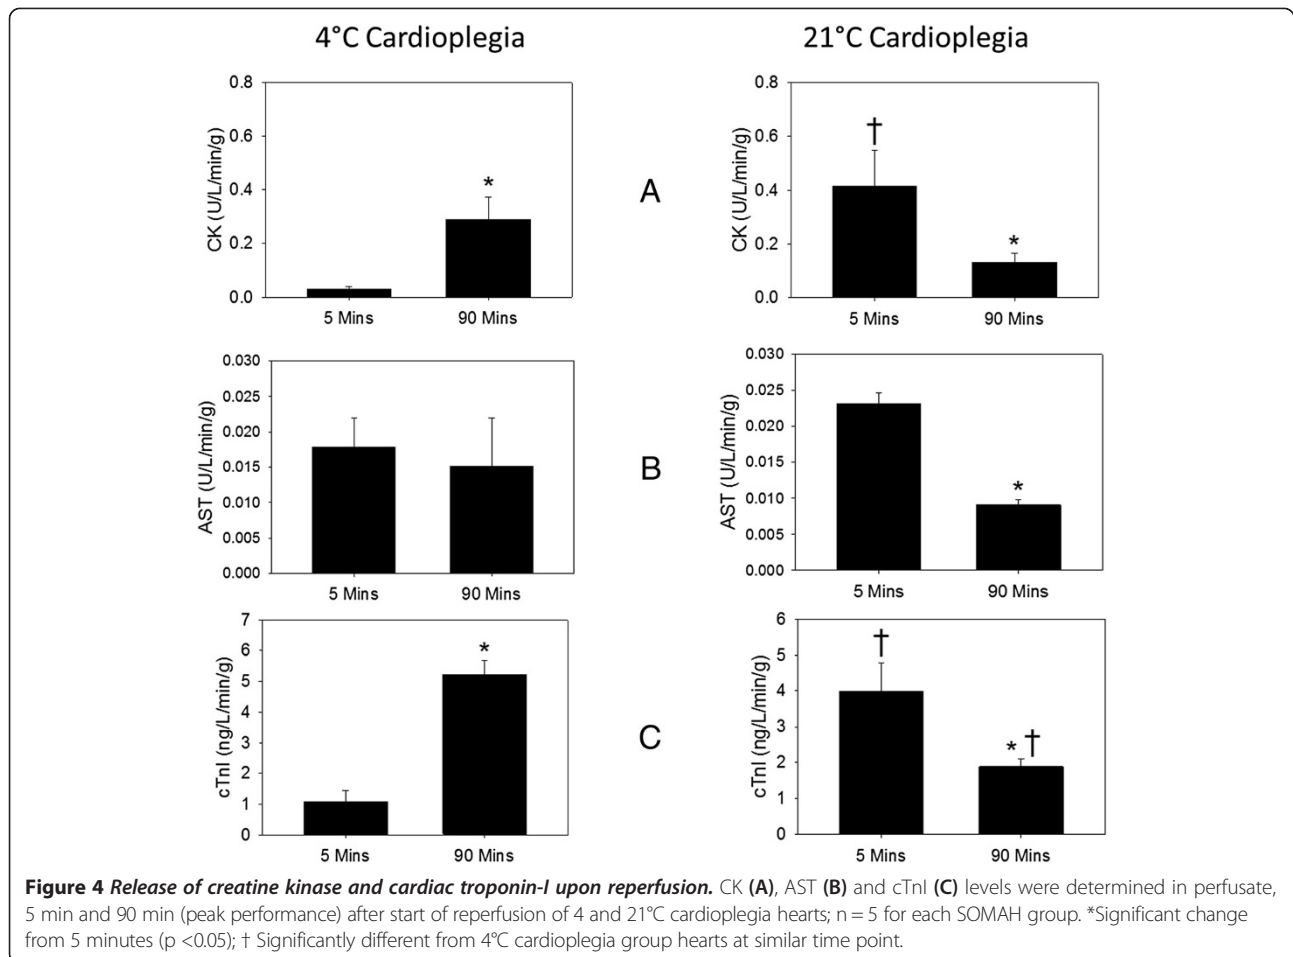 4°C Cardioplegia
21°C Cardioplegia
CK (U/L/min/g)
0.8
0.6
0.4
0.2
0.0
*
5 Mins
90 Mins
A
CK (U/L/min/g)
0.8
0.6
0.4
0.2
0.0
†
*
5 Mins
90 Mins
AST (U/L/min/g)
0.030
0.025
0.020
0.015
0.010
0.005
0.000
5 Mins
90 Mins
B
AST (U/L/min/g)
0.030
0.025
0.020
0.015
0.010
0.005
0.000
*
5 Mins
90 Mins
cTnI (ng/L/min/g)
7
6
5
4
3
2
1
0
*
5 Mins
90 Mins
C
cTnI (ng/L/min/g)
6
5
4
3
2
1
0
†
* †
5 Mins
90 Mins
Figure 4 Release of creatine kinase and cardiac troponin-I upon reperfusion. CK (A), AST (B) and cTnI (C) levels were determined in perfusate,
5 min and 90 min (peak performance) after start of reperfusion of 4 and 21°C cardioplegia hearts; n = 5 for each SOMAH group. *Significant change
from 5 minutes (p <0.05); † Significantly different from 4°C cardioplegia group hearts at similar time point.